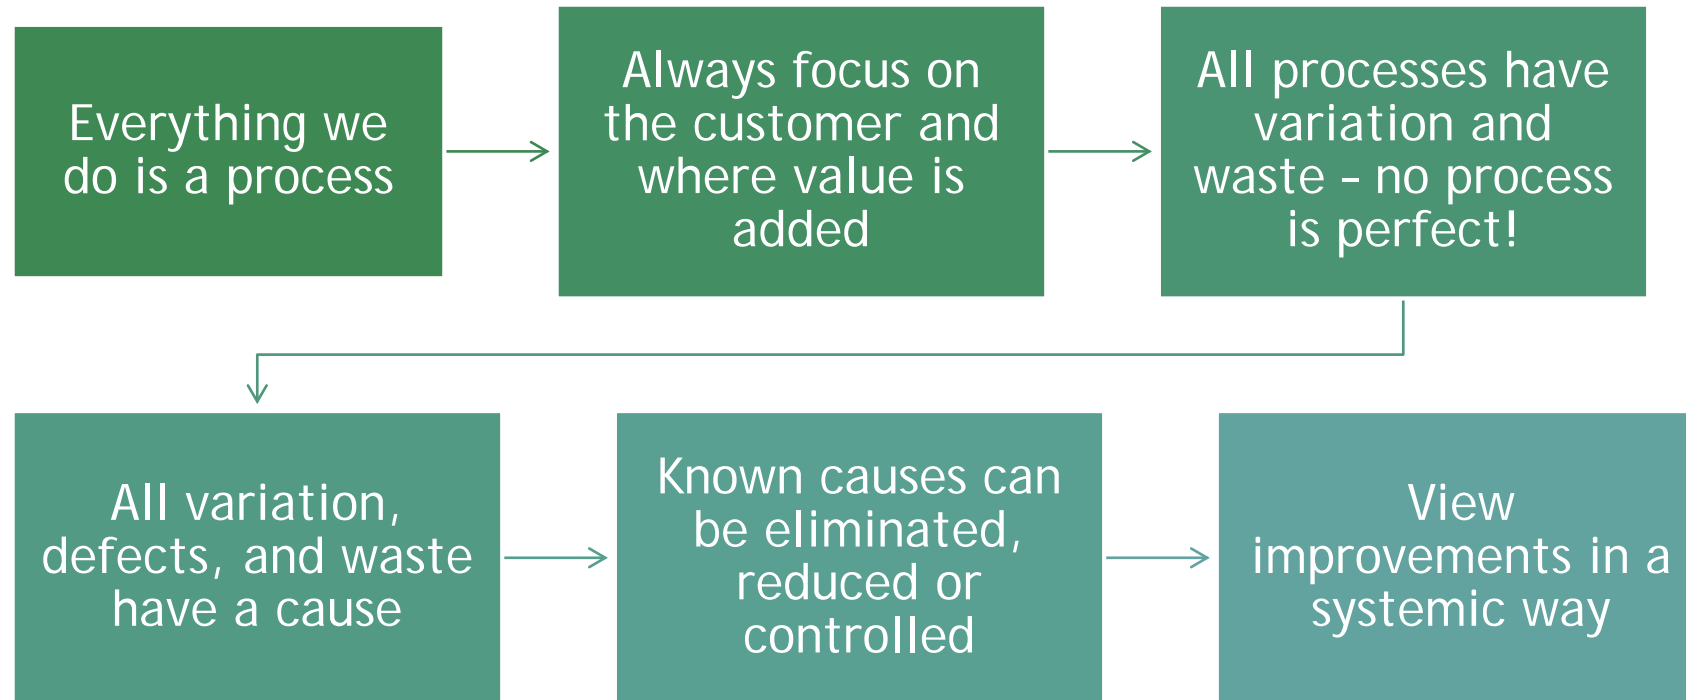 Everything we
do is a process
Always focus on
the customer and
where value is
added
All processes have
variation and
waste – no process
is perfect!
All variation,
defects, and waste
have a cause
Known causes can
be eliminated,
reduced or
controlled
View
improvements in a
systemic way